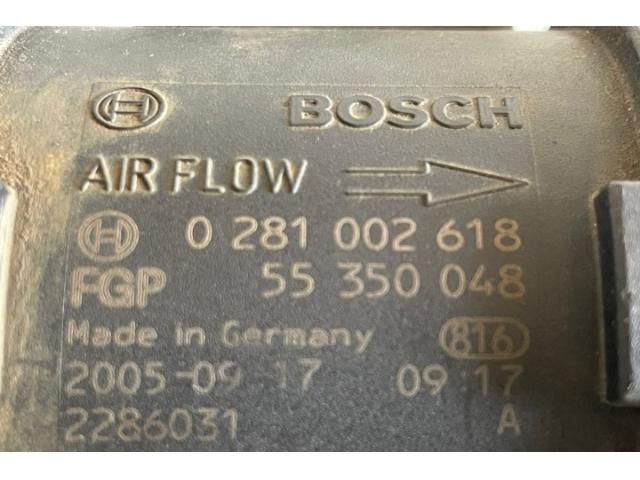 BOSCH
AIR FLOW
0 281 002 618
FGP 55 350 048
Made in Germany 816
2005-09-17 09:17
2286031 A